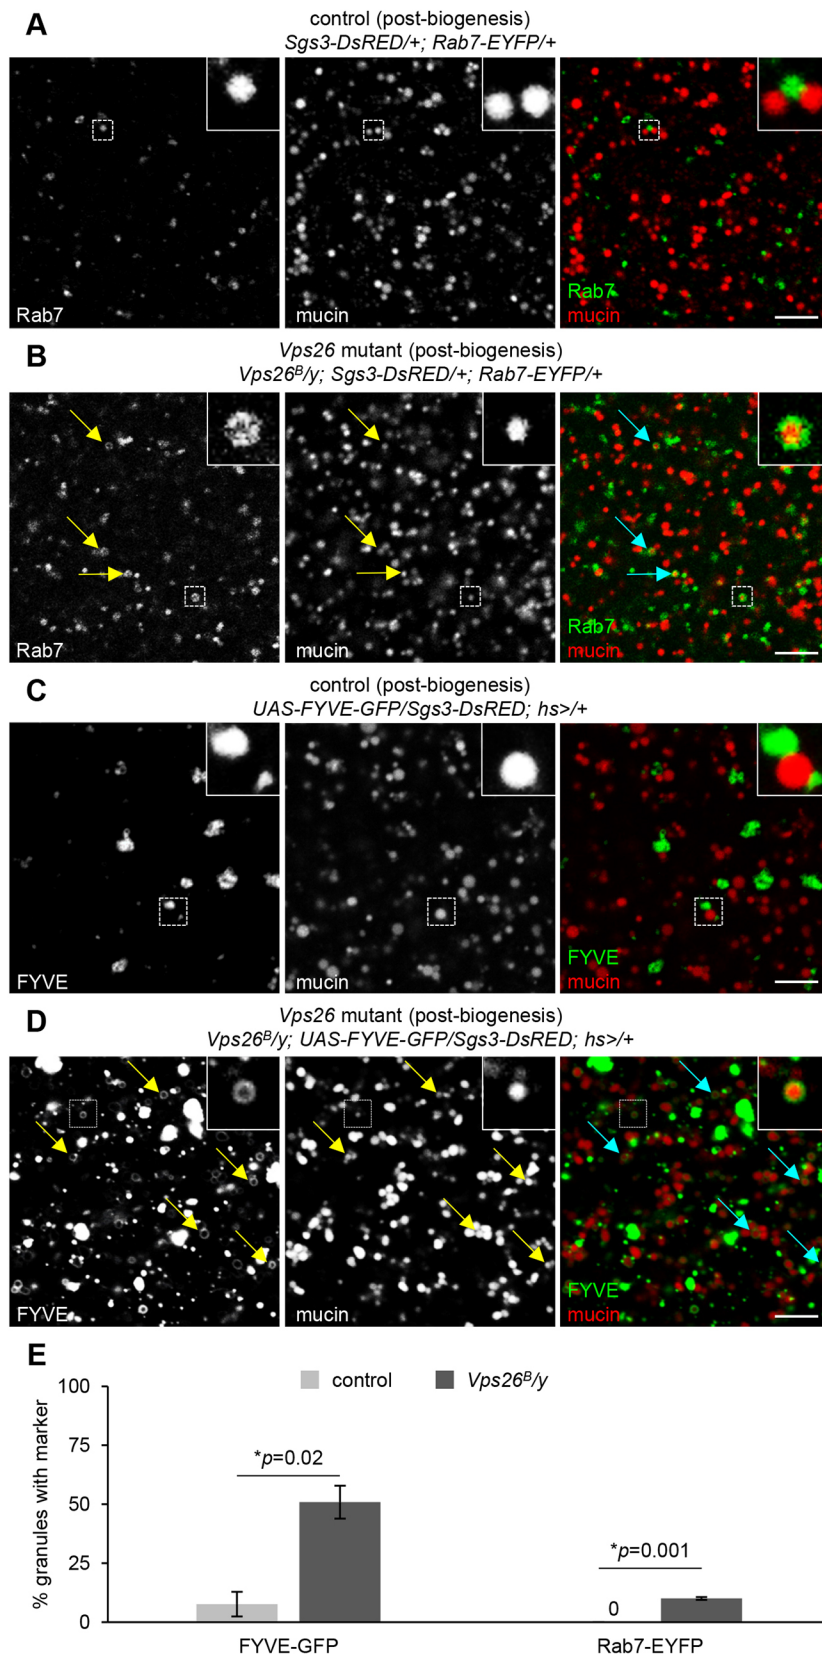 A
control (post-biogenesis)
Sgs3-DsRED/+; Rab7-EYFP/+
Rab7
mucin
Rab7
mucin
B
Vps26 mutant (post-biogenesis)
Vps26ᴮ/y; Sgs3-DsRED/+; Rab7-EYFP/+
Rab7
mucin
Rab7
mucin
C
control (post-biogenesis)
UAS-FYVE-GFP/Sgs3-DsRED; hs>/+
FYVE
mucin
FYVE
mucin
D
Vps26 mutant (post-biogenesis)
Vps26ᴮ/y; UAS-FYVE-GFP/Sgs3-DsRED; hs>/+
FYVE
mucin
FYVE
mucin
E
control
Vps26ᴮ/y
% granules with marker
100
75
50
25
0
*p=0.02
*p=0.001
0
FYVE-GFP
Rab7-EYFP